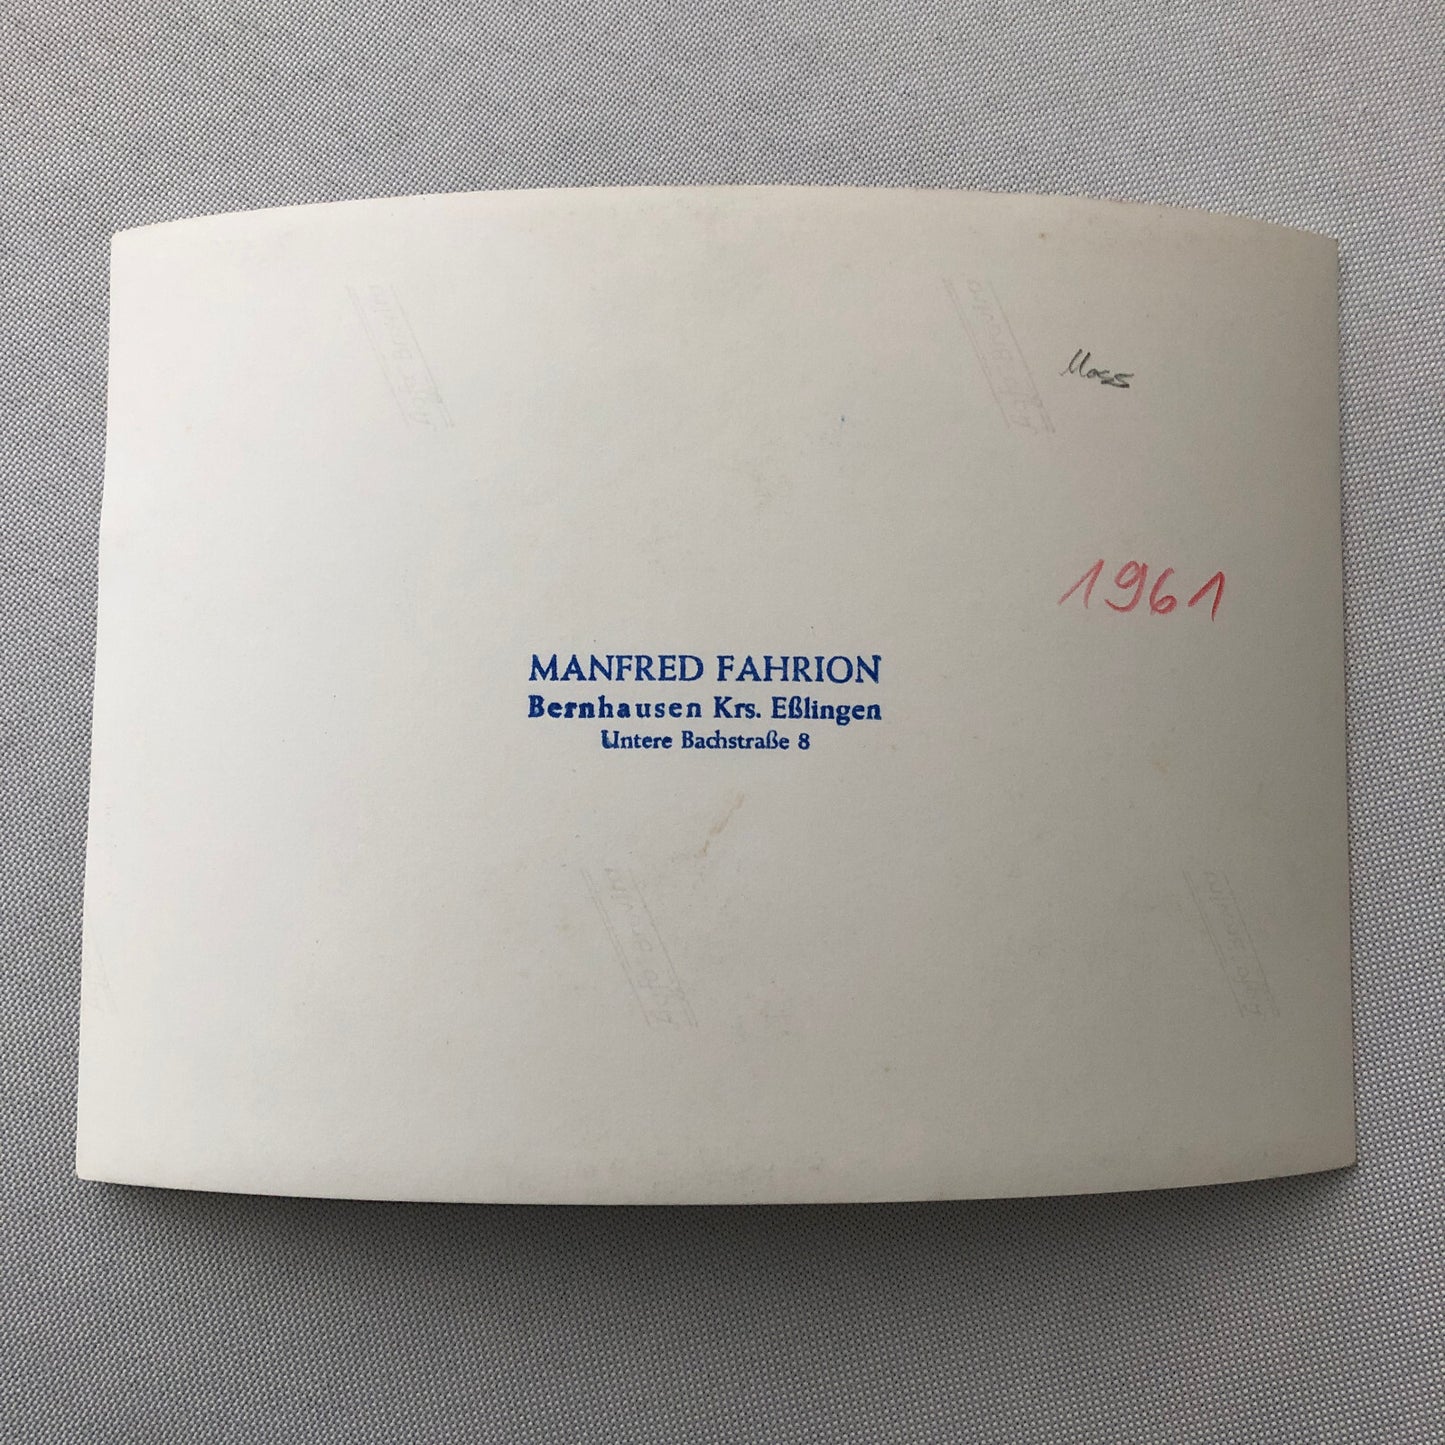 Moss
1961
MANFRED FAHRION
Bernhausen Krs. Eßlingen
Untere Bachstraße 8